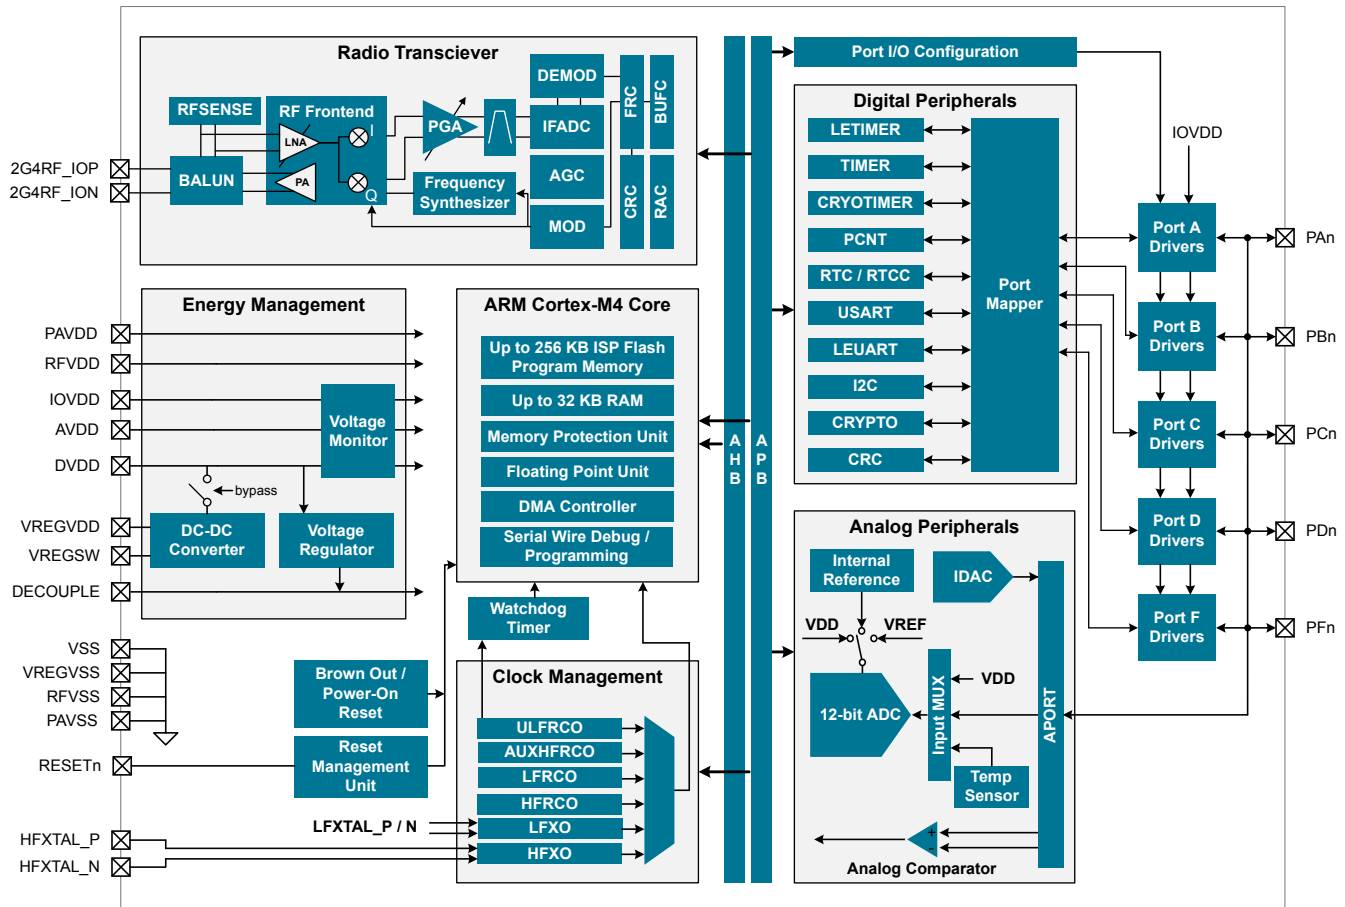 Radio Transciever
RFSENSE
RF Frontend
LNA
I
PA
Q
BALUN
PGA
DEMOD
IFADC
AGC
MOD
Frequency
Synthesizer
FRC
BUFC
CRC
RAC
2G4RF_IOP
2G4RF_ION
Energy Management
PAVDD
RFVDD
IOVDD
AVDD
DVDD
VREGVDD
VREGSW
DECOUPLE
Voltage
Monitor
bypass
DC-DC
Converter
Voltage
Regulator
VSS
VREGVSS
RFVSS
PAVSS
RESETn
HFXTAL_P
HFXTAL_N
Brown Out /
Power-On
Reset
Reset
Management
Unit
LFXTAL_P / N
ARM Cortex-M4 Core
Up to 256 KB ISP Flash
Program Memory
Up to 32 KB RAM
Memory Protection Unit
Floating Point Unit
DMA Controller
Serial Wire Debug /
Programming
Watchdog
Timer
Clock Management
ULFRCO
AUXHFRCO
LFRCO
HFRCO
LFXO
HFXO
A
H
B
A
P
B
Port I/O Configuration
Digital Peripherals
LETIMER
TIMER
CRYOTIMER
PCNT
RTC / RTCC
USART
LEUART
I2C
CRYPTO
CRC
Port
Mapper
IOVDD
Port A
Drivers
Port B
Drivers
Port C
Drivers
Port D
Drivers
Port F
Drivers
PAn
PBn
PCn
PDn
PFn
Analog Peripherals
Internal
Reference
IDAC
VDD
VREF
12-bit ADC
Input MUX
VDD
Temp
Sensor
APORT
+
-
Analog Comparator